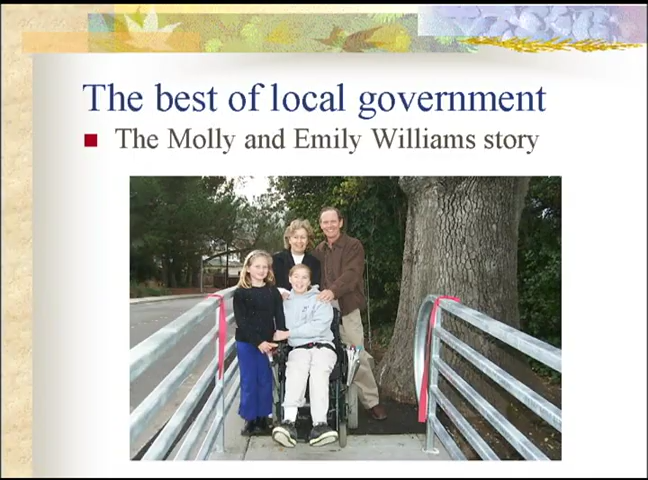 The best of local government
The Molly and Emily Williams story